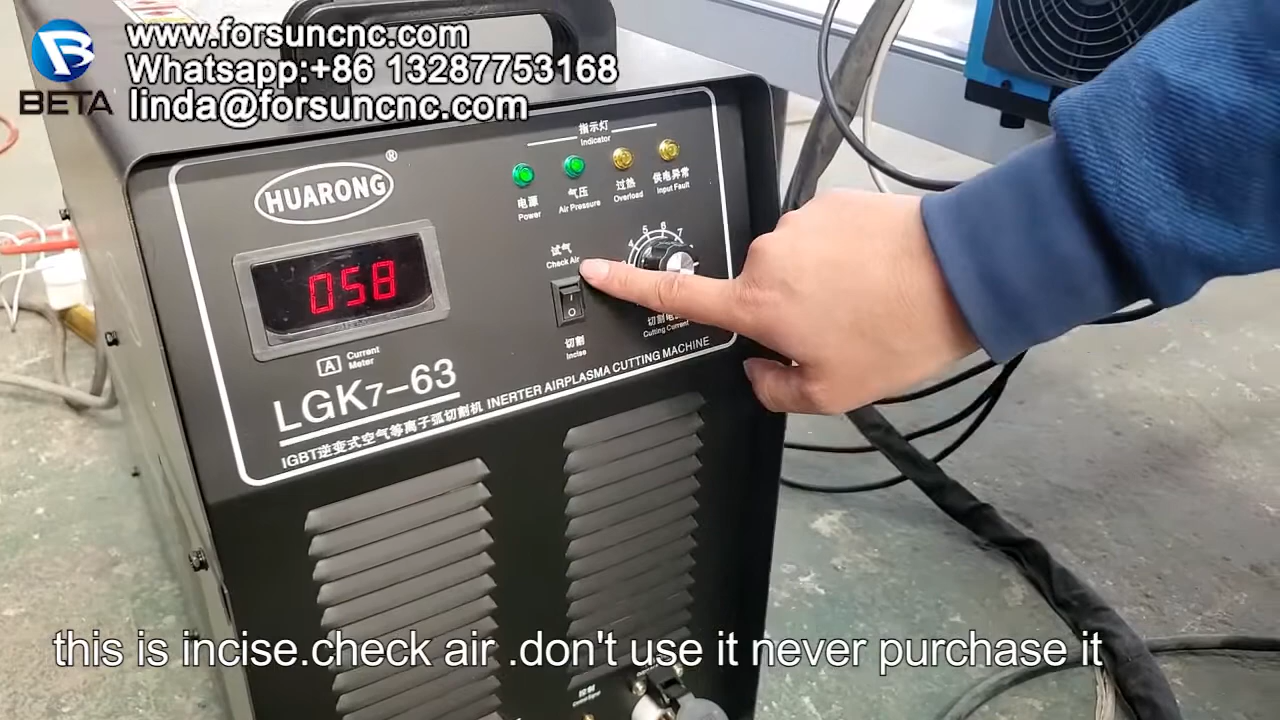 www.forsuncnc.com
Whatsapp:+86 13287753168
BETA linda@forsuncnc.com
指示灯
Indicator
HUARONG®
电源 气压 过热 供电异常
Power Air Pressure Overload Input Fault
试气
Check Air
4 5 6 7
058
I
O
A Current Meter
切割
Incise
切割电
Cutting Current
LGK7-63
IGBT逆变式空气等离子弧切割机 INERTER AIRPLASMA CUTTING MACHINE
this is incise.check air .don't use it never purchase it